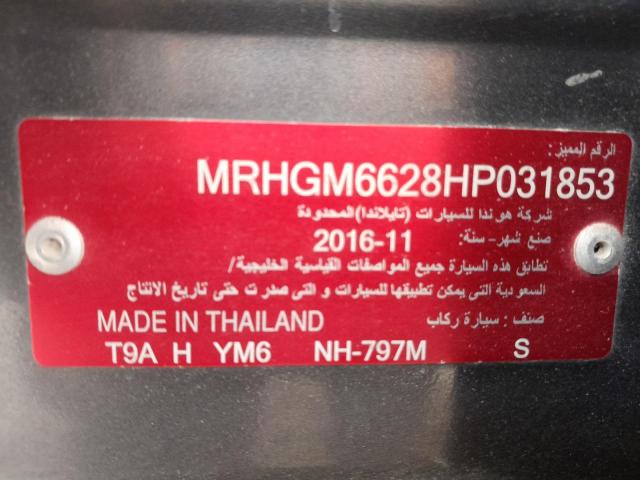 الرقم المميز:
MRHGM6628HP031853
شركة هوندا للسيارات (تايلاندا) المحدودة
صنع شهر - سنة: 2016-11
تطابق هذه السيارة جميع المواصفات القياسية الخليجية/
السعودية التي يمكن تطبيقها للسيارات و التي صدرت حتى تاريخ الانتاج
MADE IN THAILAND صنف : سيارة ركاب
T9A H YM6 NH-797M S